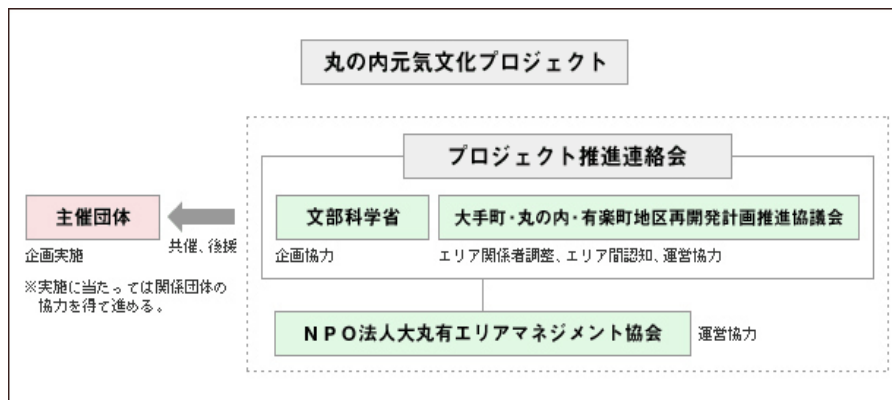 丸の内元気文化プロジェクト
プロジェクト推進連絡会
主催団体
文部科学省
大手町・丸の内・有楽町地区再開発計画推進協議会
共催、後援
企画実施
企画協力
エリア関係者調整、エリア間認知、運営協力
※実施に当たっては関係団体の
協力を得て進める。
NPO法人大丸有エリアマネジメント協会
運営協力